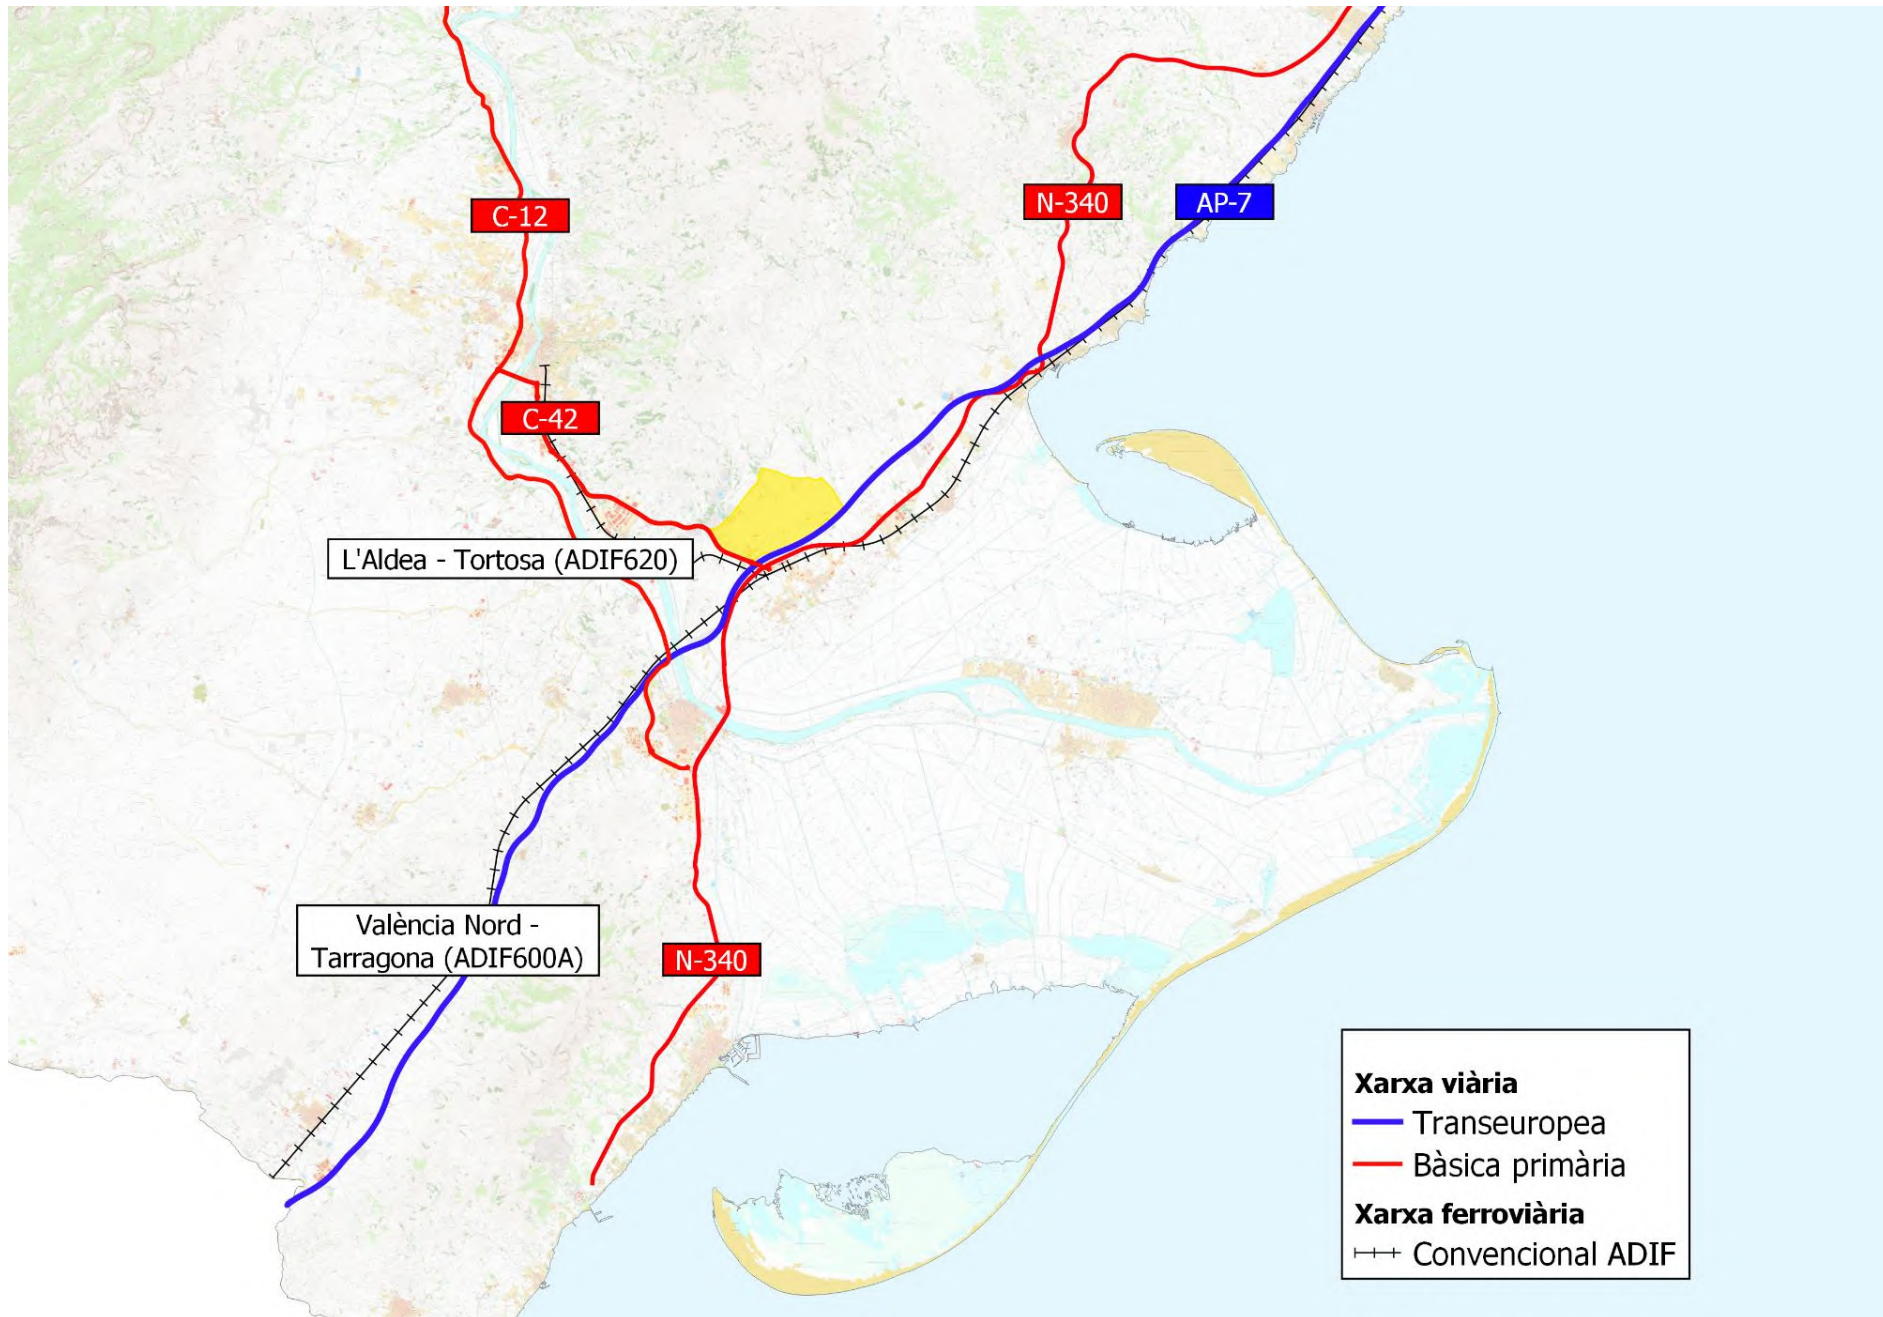 C-12
N-340
AP-7
C-42
L'Aldea - Tortosa (ADIF620)
València Nord -
Tarragona (ADIF600A)
N-340
Xarxa viària
Transeuropea
Bàsica primària
Xarxa ferroviària
Convencional ADIF